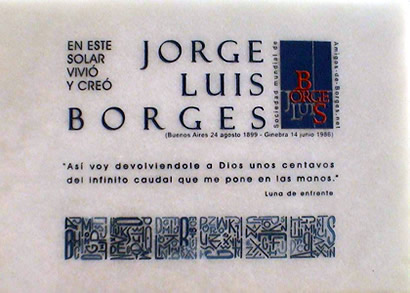 EN ESTE
SOLAR
VIVIÓ
Y CREÓ
JORGE
LUIS
BORGES
(Buenos Aires 24 agosto 1899 - Ginebra 14 junio 1986)
Sociedad mundial de
Amigos-de-Borges.net
B
JORGE
LUIS
S
"Así voy devolviéndole a Dios unos centavos
del infinito caudal que me pone en las manos."
Luna de enfrente